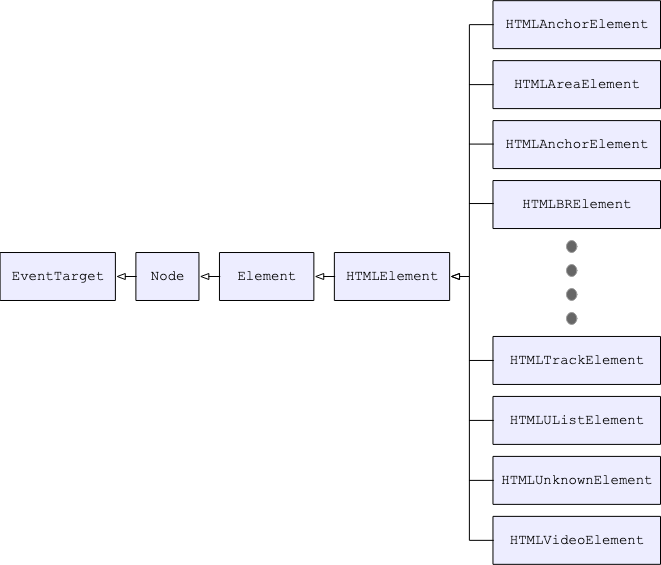 HTMLAnchorElement
HTMLAreaElement
HTMLAnchorElement
HTMLBRElement
EventTarget
Node
Element
HTMLElement
HTMLTrackElement
HTMLUListElement
HTMLUnknownElement
HTMLVideoElement